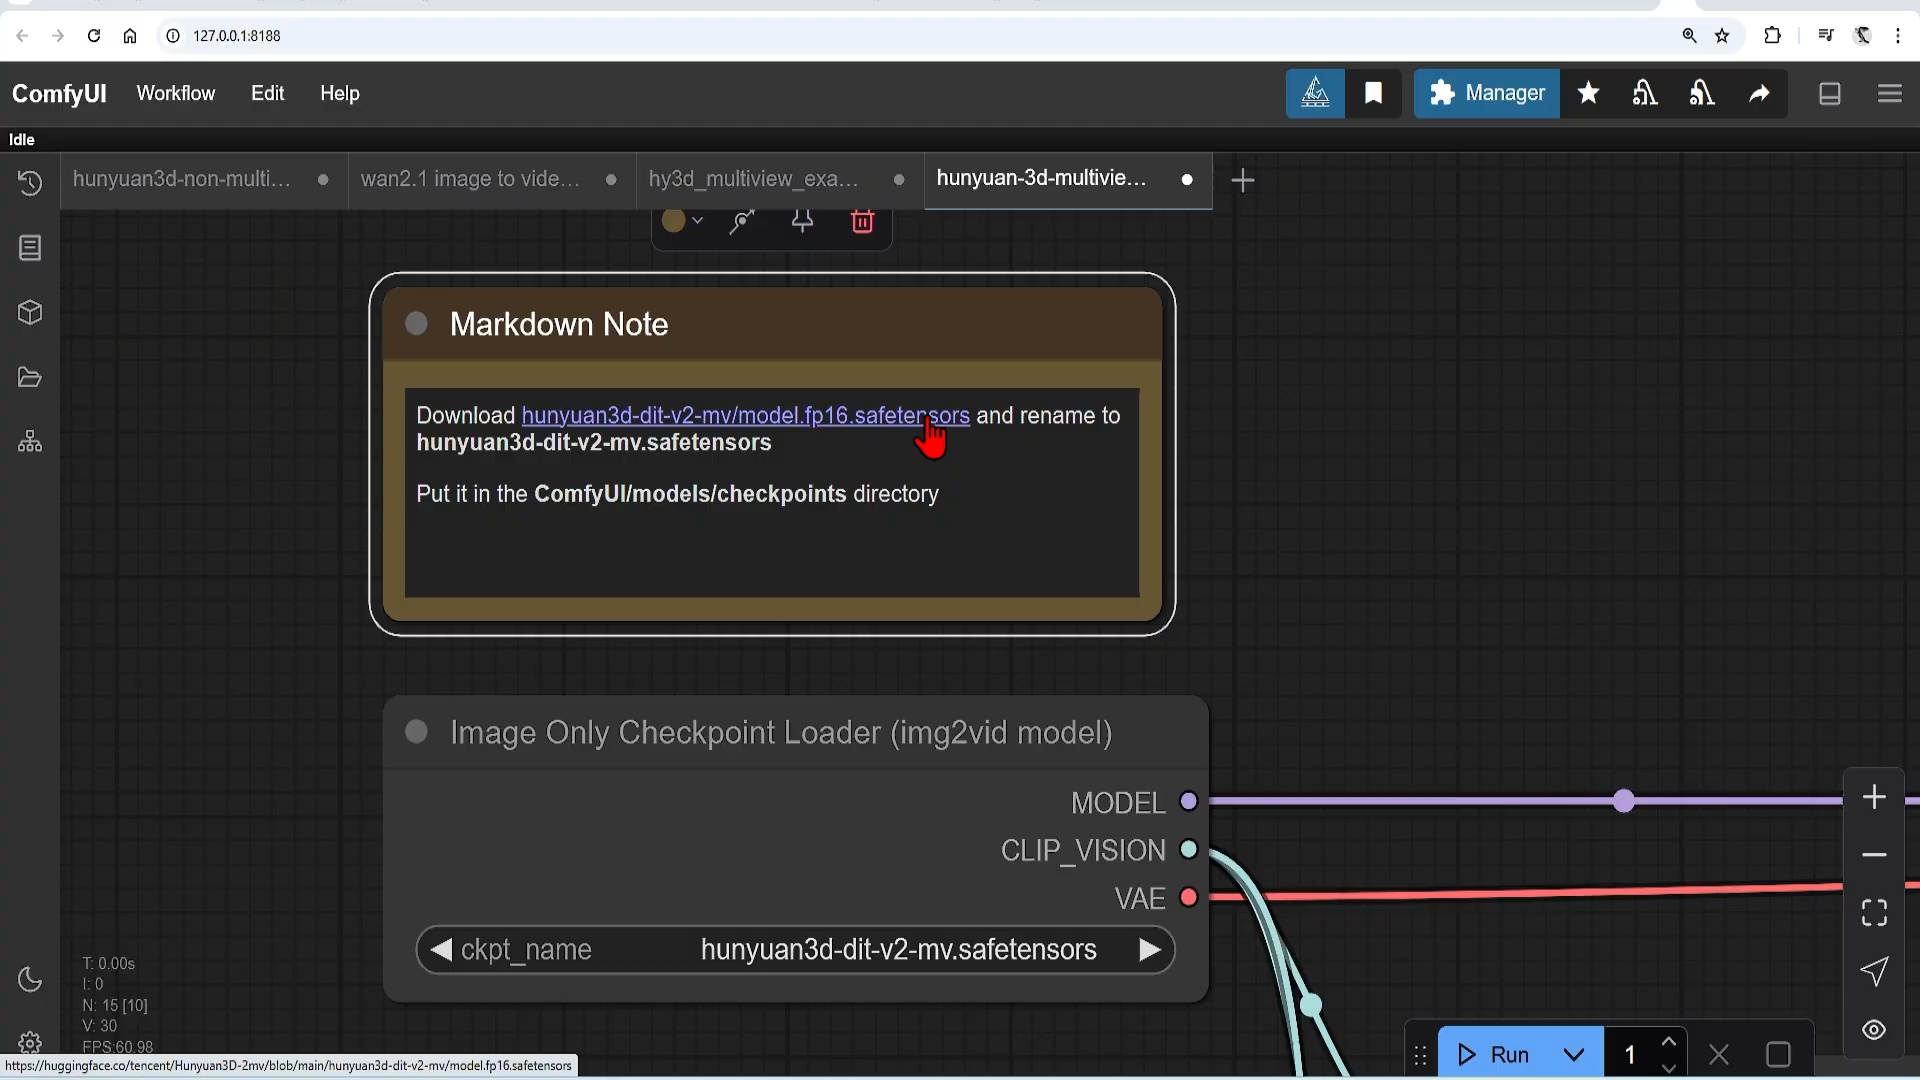 127.0.0.1:8188
ComfyUI Workflow Edit Help Manager
Idle
hunyuan3d-non-multi... wan2.1 image to vide... hy3d_multiview_exa... hunyuan-3d-multivie...
Markdown Note
Download hunyuan3d-dit-v2-mv/model.fp16.safetensors and rename to
hunyuan3d-dit-v2-mv.safetensors
Put it in the ComfyUI/models/checkpoints directory
Image Only Checkpoint Loader (img2vid model)
MODEL
CLIP_VISION
VAE
ckpt_name hunyuan3d-dit-v2-mv.safetensors
T: 0.00s
I: 0
N: 15 [10]
V: 30
FPS:60.98
Run 1
https://huggingface.co/tencent/Hunyuan3D-2mv/blob/main/hunyuan3d-dit-v2-mv/model.fp16.safetensors